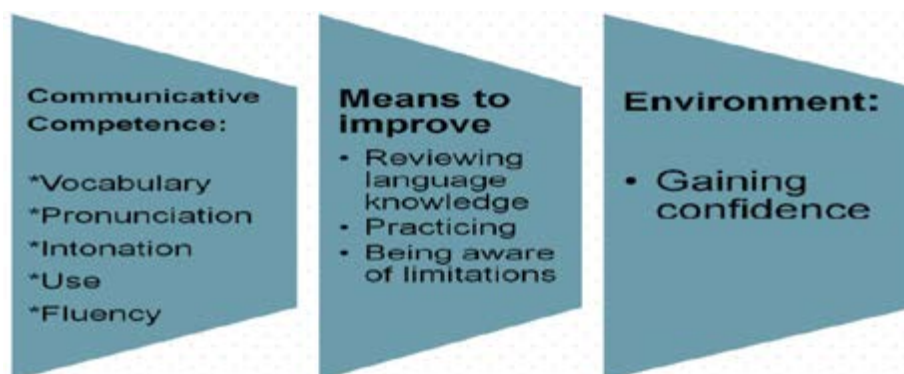 Communicative
Competence:
*Vocabulary
*Pronunciation
*Intonation
*Use
*Fluency
Means to
improve
• Reviewing
language
knowledge
• Practicing
• Being aware
of limitations
Environment:
• Gaining
confidence